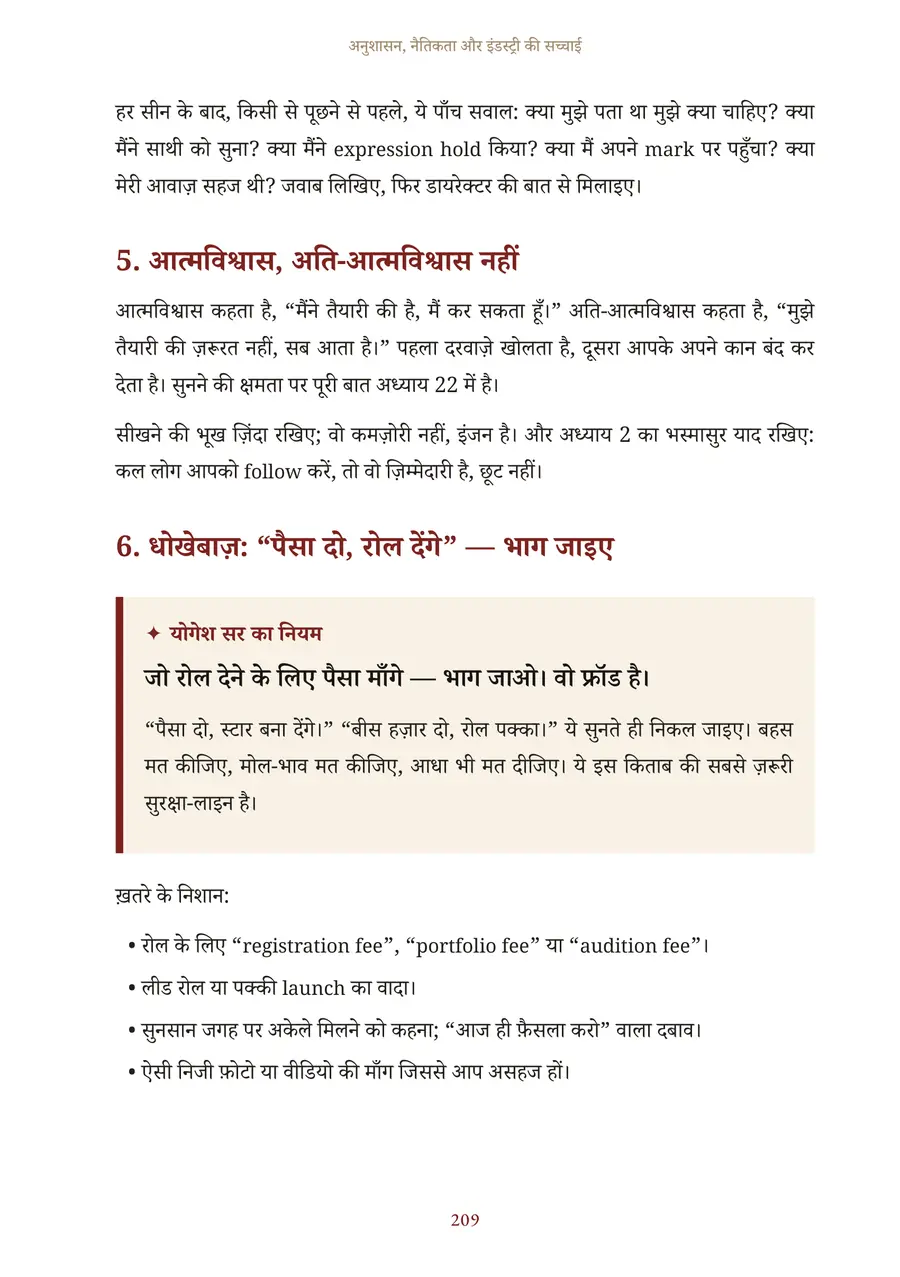 अनुशासन, नैतिकता और इंडस्ट्री की सच्चाई
हर सीन के बाद, किसी से पूछने से पहले, ये पाँच सवाल: क्या मुझे पता था मुझे क्या चाहिए? क्या
मैंने साथी को सुना? क्या मैंने expression hold किया? क्या मैं अपने mark पर पहुँचा? क्या
मेरी आवाज़ सहज थी? जवाब लिखिए, फिर डायरेक्टर की बात से मिलाइए।
5. आत्मविश्वास, अति-आत्मविश्वास नहीं
आत्मविश्वास कहता है, “मैंने तैयारी की है, मैं कर सकता हूँ।” अति-आत्मविश्वास कहता है, “मुझे
तैयारी की ज़रूरत नहीं, सब आता है।” पहला दरवाज़े खोलता है, दूसरा आपके अपने कान बंद कर
देता है। सुनने की क्षमता पर पूरी बात अध्याय 22 में है।
सीखने की भूख ज़िंदा रखिए; वो कमज़ोरी नहीं, इंजन है। और अध्याय 2 का भस्मासुर याद रखिए:
कल लोग आपको follow करें, तो वो ज़िम्मेदारी है, छूट नहीं।
6. धोखेबाज़: “पैसा दो, रोल देंगे” — भाग जाइए
✦ योगेश सर का नियम
जो रोल देने के लिए पैसा माँगे — भाग जाओ। वो फ्रॉड है।
“पैसा दो, स्टार बना देंगे।” “बीस हज़ार दो, रोल पक्का।” ये सुनते ही निकल जाइए। बहस
मत कीजिए, मोल-भाव मत कीजिए, आधा भी मत दीजिए। ये इस किताब की सबसे ज़रूरी
सुरक्षा-लाइन है।
ख़तरे के निशान:
• रोल के लिए “registration fee”, “portfolio fee” या “audition fee”।
• लीड रोल या पक्की launch का वादा।
• सुनसान जगह पर अकेले मिलने को कहना; “आज ही फ़ैसला करो” वाला दबाव।
• ऐसी निजी फ़ोटो या वीडियो की माँग जिससे आप असहज हों।
209